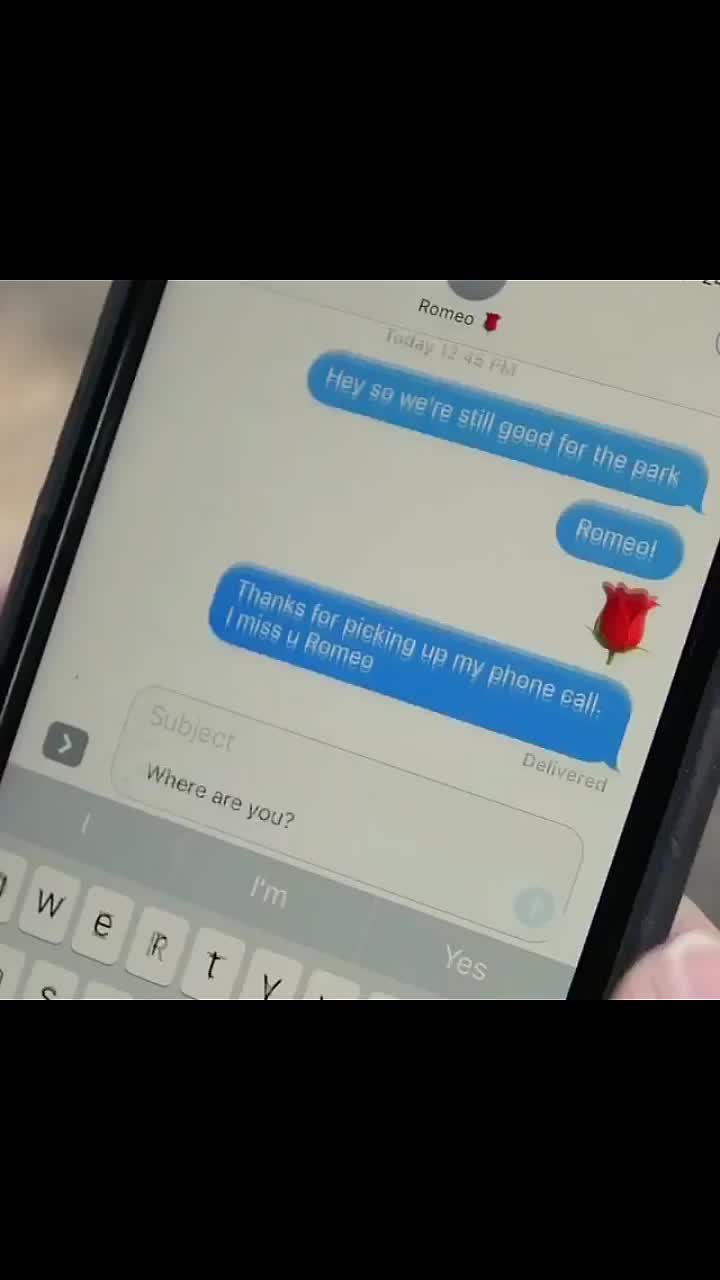 Romeo 🌹
Today 12:45 PM
Hey so we're still good for the park
Romeo!
🌹
Thanks for picking up my phone call.
I miss u Romeo
Delivered
Subject
Where are you?
I
I'm
Yes
w e R t y
s